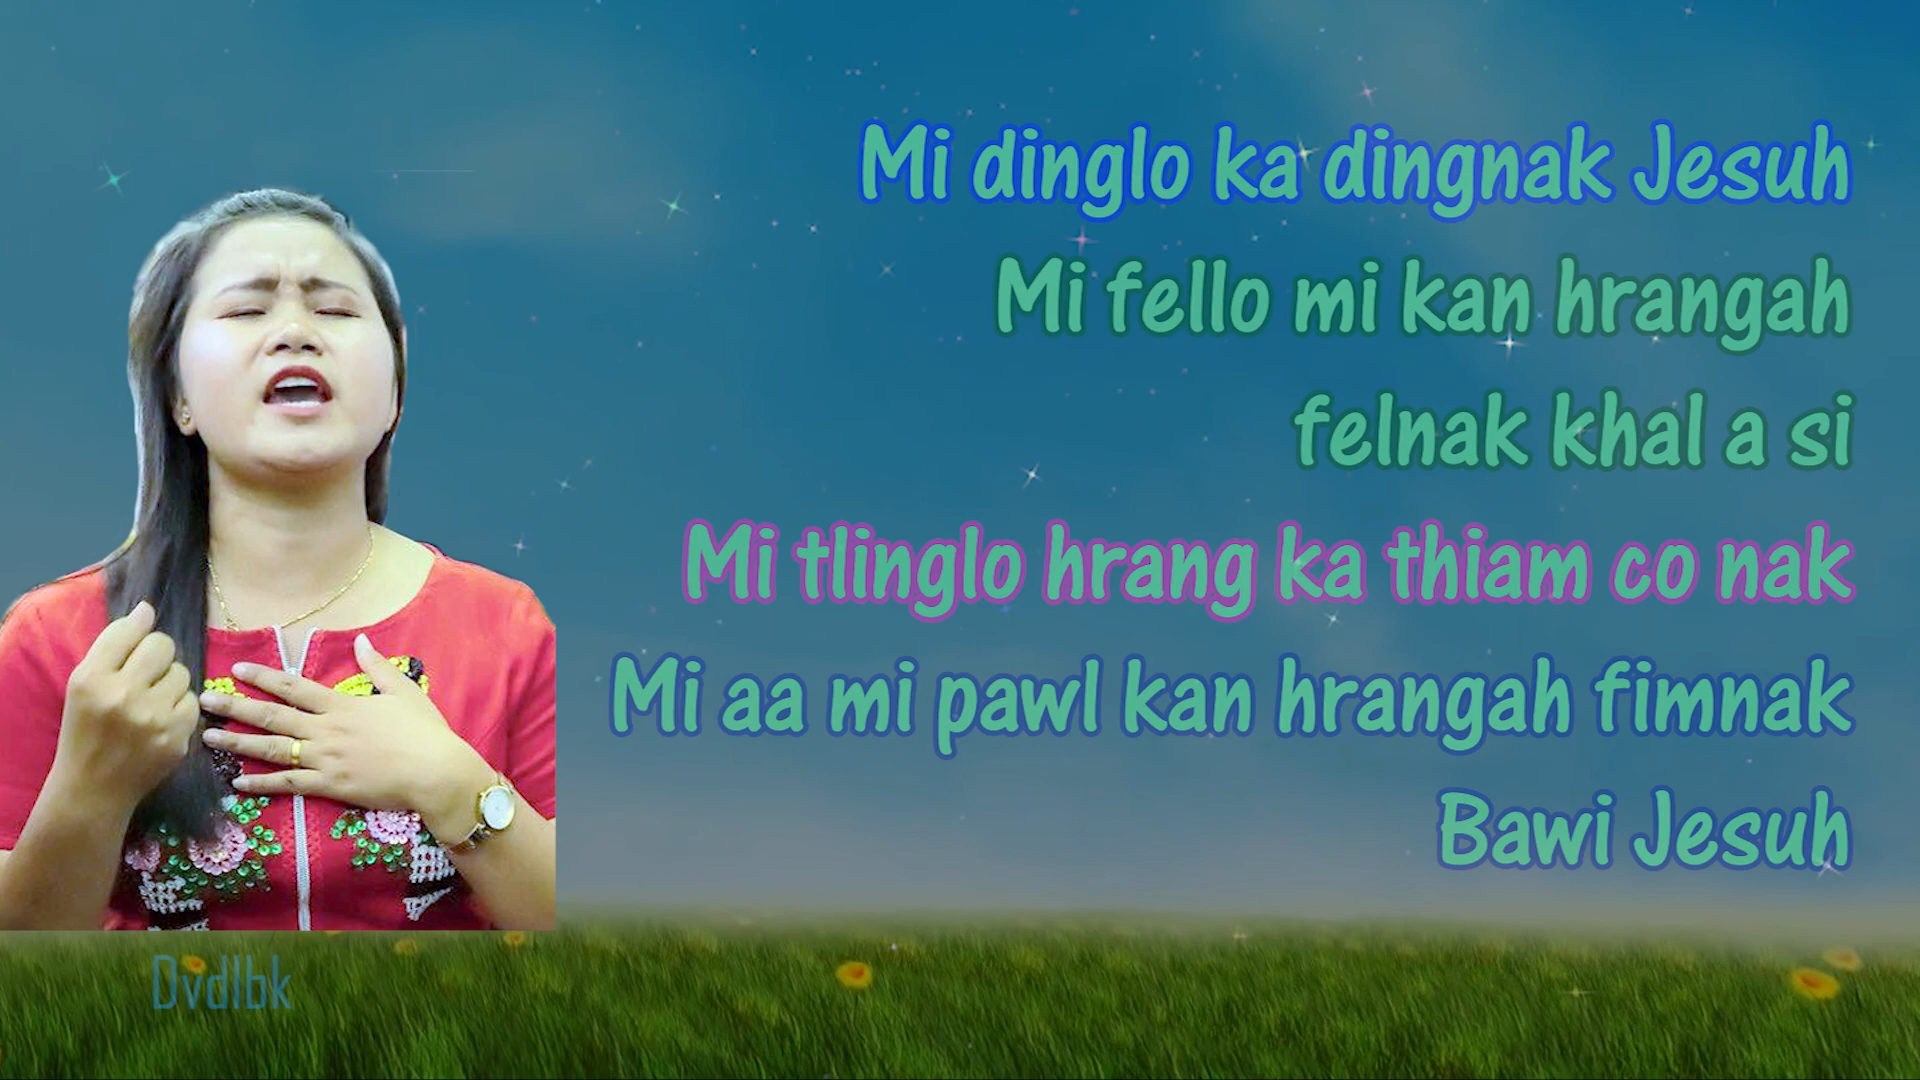 Mi dinglo ka dingnak Jesuh
Mi fello mi kan hrangah
felnak khal a si
Mi tlinglo hrang ka thiam co nak
Mi aa mi pawl kan hrangah fimnak
Bawi Jesuh
Dvdlbk